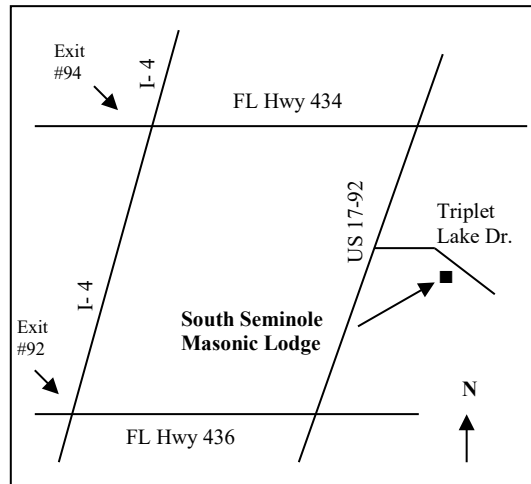 Exit
#94
I- 4
FL Hwy 434
US 17-92
Triplet
Lake Dr.
I- 4
South Seminole
Masonic Lodge
Exit
#92
N
FL Hwy 436